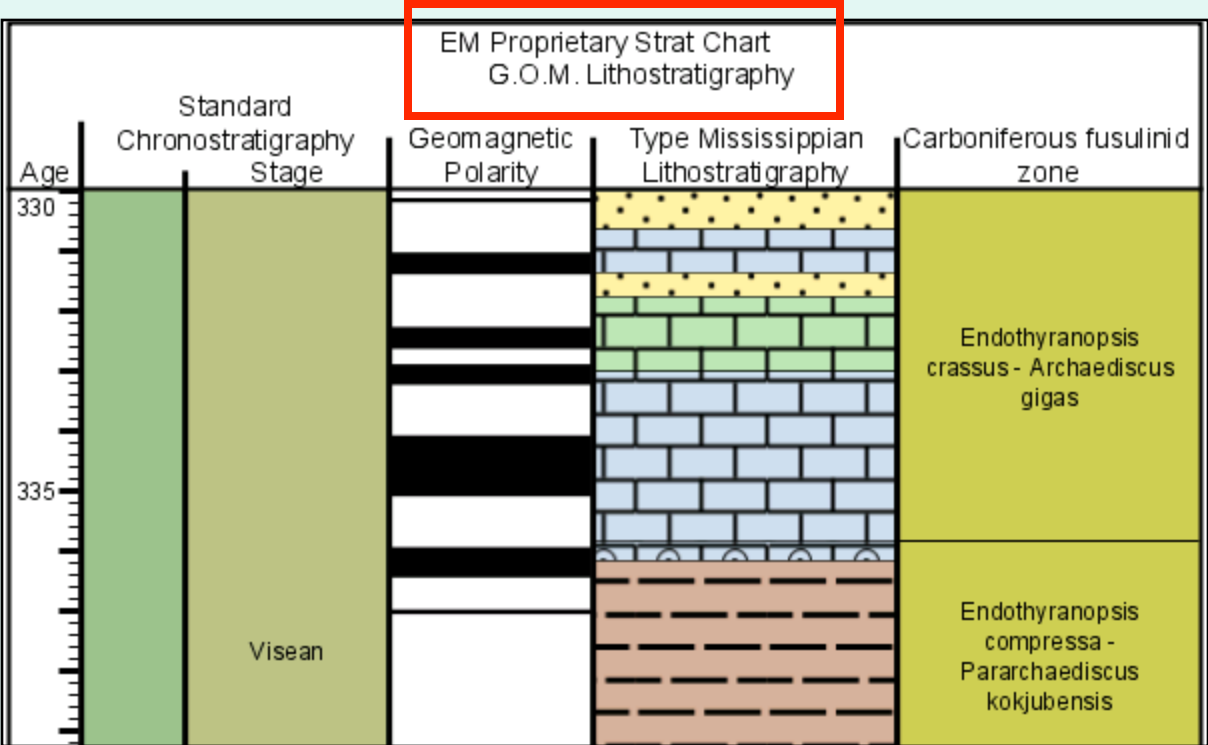 EM Proprietary Strat Chart
G.O.M. Lithostratigraphy
Standard
Chronostratigraphy
Age
Stage
Geomagnetic
Polarity
Type Mississippian
Lithostratigraphy
Carboniferous fusulinid
zone
330
335
Visean
Endothyranopsis
crassus - Archaediscus
gigas
Endothyranopsis
compressa -
Pararchaediscus
kokjubensis